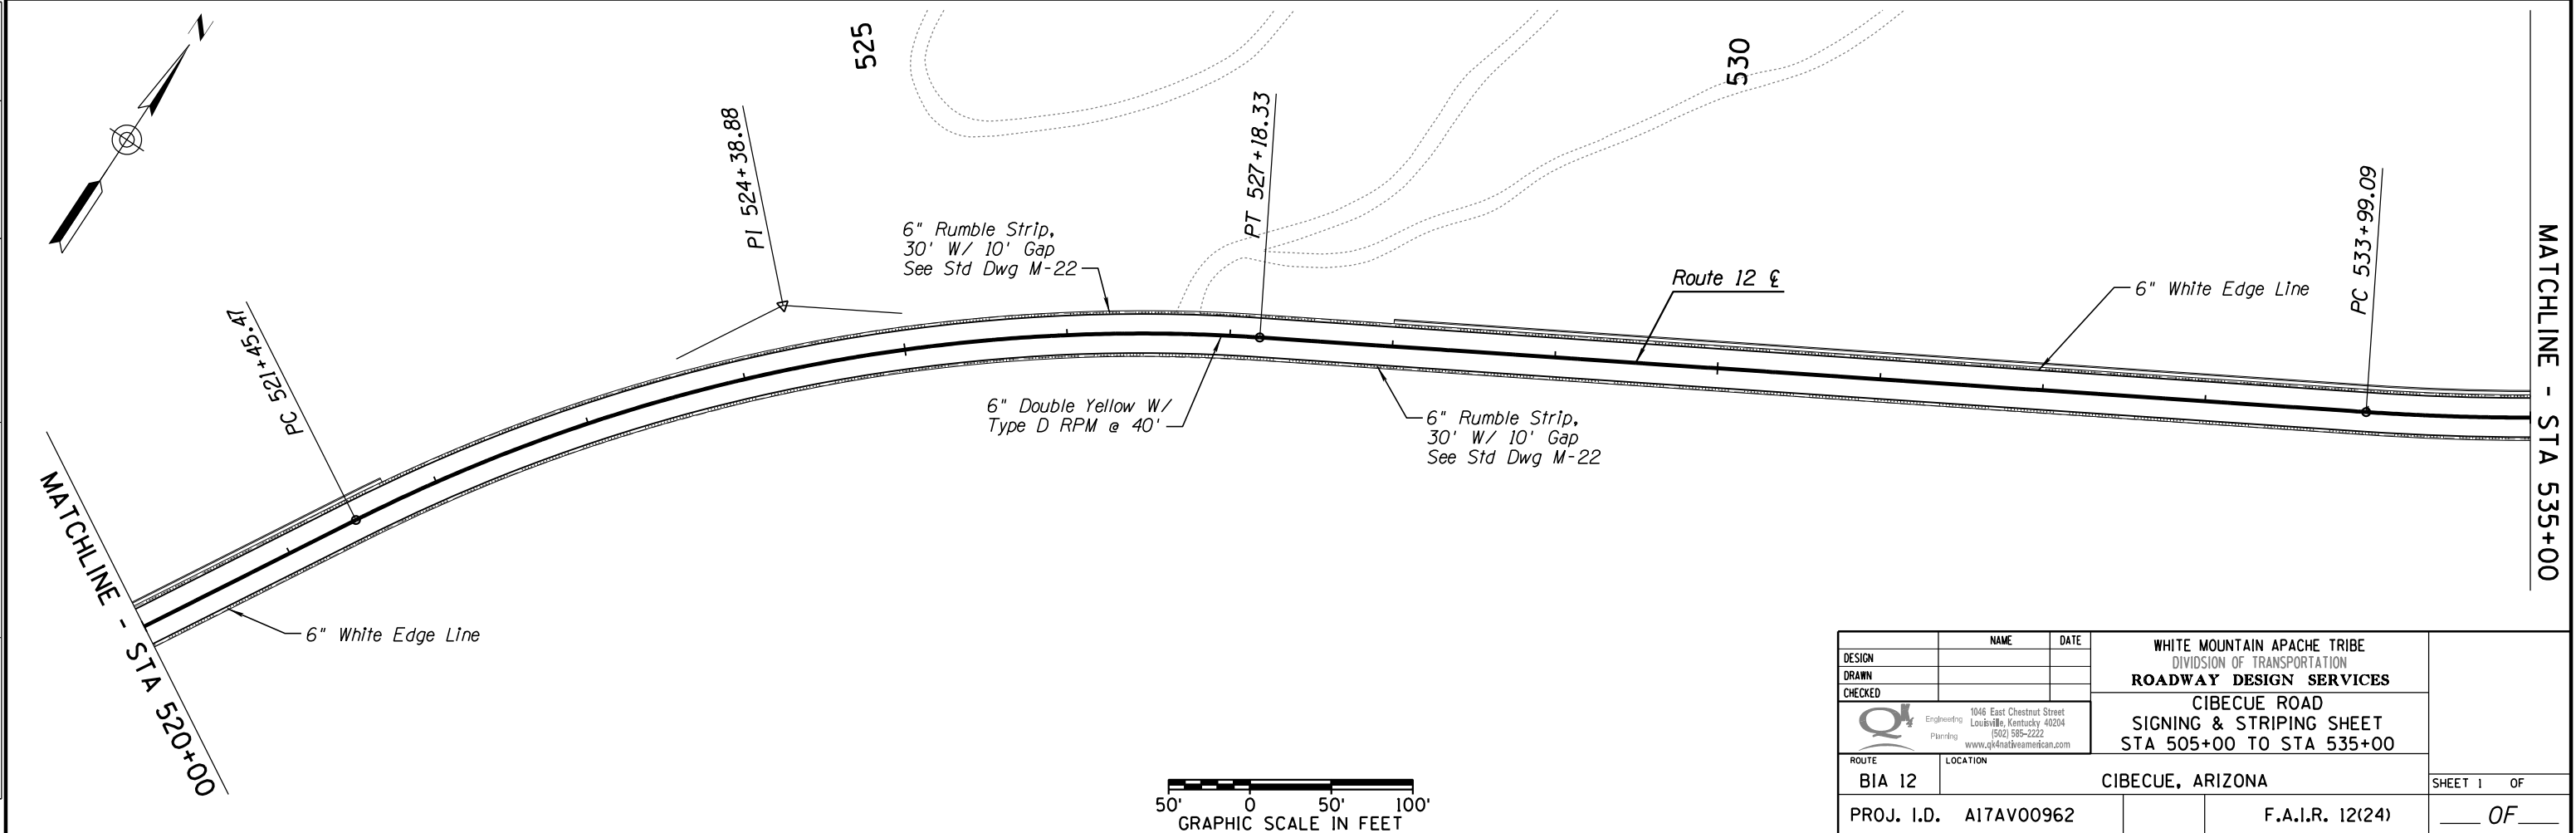 N
525
530
PI 524+38.88
PT 527+18.33
PC 533+99.09
PC 521+45.47
6" Rumble Strip,
30' W/ 10' Gap
See Std Dwg M-22
Route 12 ℄
6" White Edge Line
6" Double Yellow W/
Type D RPM @ 40'
6" Rumble Strip,
30' W/ 10' Gap
See Std Dwg M-22
6" White Edge Line
MATCHLINE - STA 520+00
MATCHLINE - STA 535+00
50' 0 50' 100'
GRAPHIC SCALE IN FEET
NAME DATE
DESIGN
DRAWN
CHECKED
WHITE MOUNTAIN APACHE TRIBE
DIVIDSION OF TRANSPORTATION
ROADWAY DESIGN SERVICES
CIBECUE ROAD
SIGNING & STRIPING SHEET
STA 505+00 TO STA 535+00
QK4
Engineering
Planning
1046 East Chestnut Street
Louisville, Kentucky 40204
(502) 585-2222
www.qk4nativeamerican.com
ROUTE
BIA 12
LOCATION
CIBECUE, ARIZONA
SHEET 1 OF
PROJ. I.D. A17AV00962
F.A.I.R. 12(24)
___ OF ___